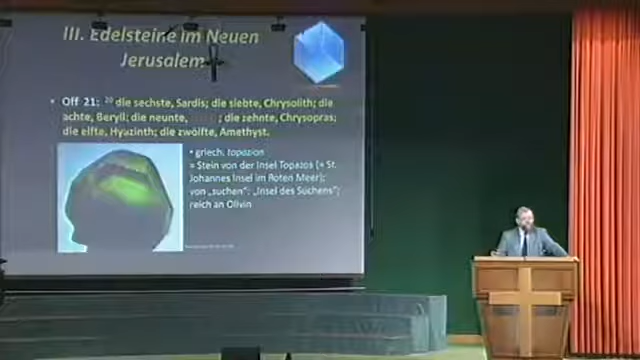 III. Edelsteine im Neuen
Jerusalem
• Off 21: 20 die sechste, Sardis; die siebte, Chrysolith; die
achte, Beryll; die neunte, ; die zehnte, Chrysopras;
die elfte, Hyazinth; die zwölfte, Amethyst.
• griech. topazion
= Stein von der Insel Topazos (= St.
Johannes Insel im Roten Meer);
von „suchen"; „Insel des Suchens";
reich an Olivin